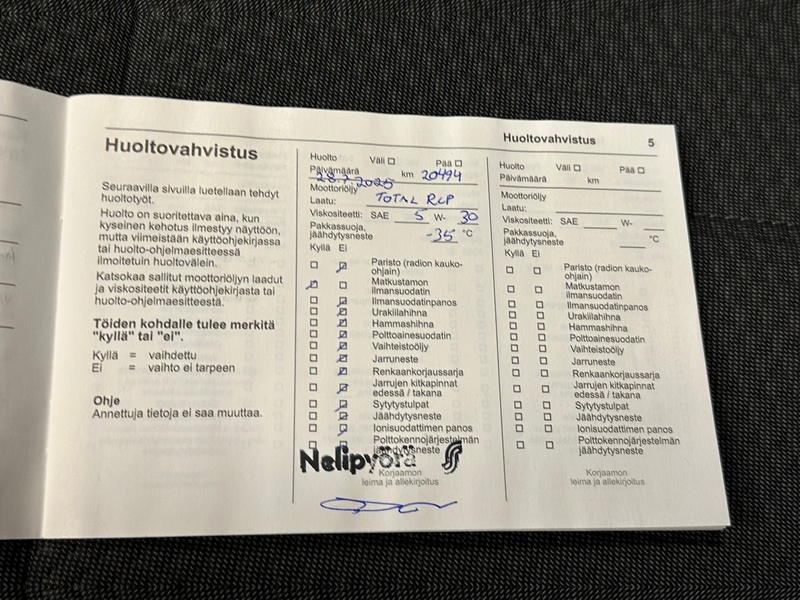 Huoltovahvistus
Seuraavilla sivuilla luetellaan tehdyt
huoltotyöt.
Huolto on suoritettava aina, kun
kyseinen kehotus ilmestyy näyttöön,
mutta viimeistään käyttöohjekirjassa
tai huolto-ohjelmaesitteessä
ilmoitetuin huoltovälein.
Katsokaa sallitut moottoriöljyn laadut
ja viskositeetit käyttöohjekirjasta tai
huolto-ohjelmaesitteestä.
Töiden kohdalle tulee merkitä
"kyllä" tai "ei".
Kyllä = vaihdettu
Ei = vaihto ei tarpeen
Ohje
Annettuja tietoja ei saa muuttaa.
Huolto Väli Pää
Päivämäärä 28.7.2025 km 20494
Moottoriöljy
Laatu: TOTAL RCP
Viskositeetti: SAE 5 W- 30
Pakkassuoja,
jäähdytysneste -35 °C
Kyllä Ei
Paristo (radion kauko-
ohjain)
Matkustamon
ilmansuodatin
Ilmansuodatinpanos
Urakiilahihna
Hammashihna
Polttoainesuodatin
Vaihteistoöljy
Jarruneste
Renkaankorjaussarja
Jarrujen kitkapinnat
edessä / takana
Sytytystulpat
Jäähdytysneste
Ionisuodattimen panos
Polttokennojärjestelmän
jäähdytysneste
Nelipyörä
Korjaamon
leima ja allekirjoitus
Huoltovahvistus 5
Huolto Väli Pää
Päivämäärä km
Moottoriöljy
Laatu:
Viskositeetti: SAE W-
Pakkassuoja,
jäähdytysneste °C
Kyllä Ei
Paristo (radion kauko-
ohjain)
Matkustamon
ilmansuodatin
Ilmansuodatinpanos
Urakiilahihna
Hammashihna
Polttoainesuodatin
Vaihteistoöljy
Jarruneste
Renkaankorjaussarja
Jarrujen kitkapinnat
edessä / takana
Sytytystulpat
Jäähdytysneste
Ionisuodattimen panos
Polttokennojärjestelmän
jäähdytysneste
Korjaamon
leima ja allekirjoitus